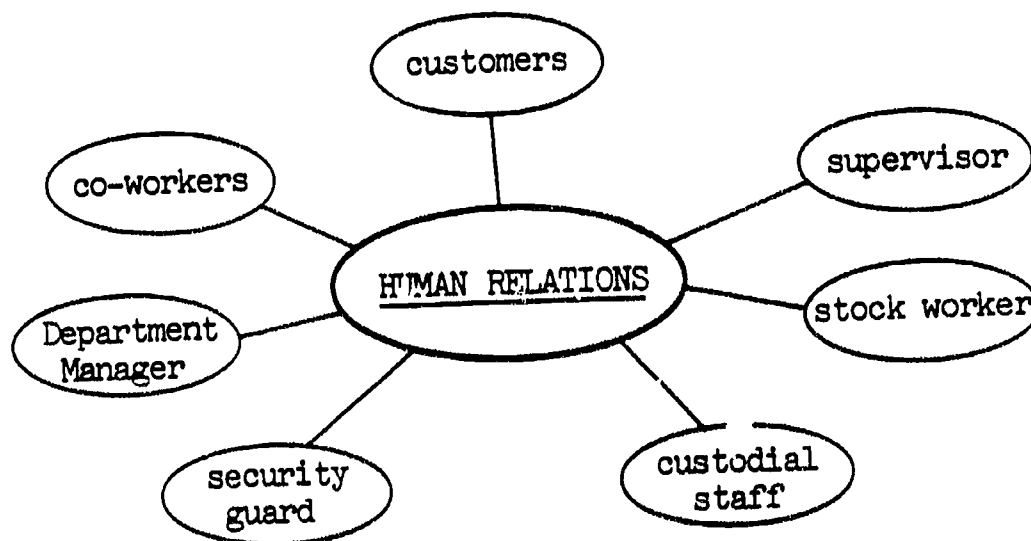 customers
co-workers
supervisor
HUMAN RELATIONS
stock worker
Department
Manager
security
guard
custodial
staff